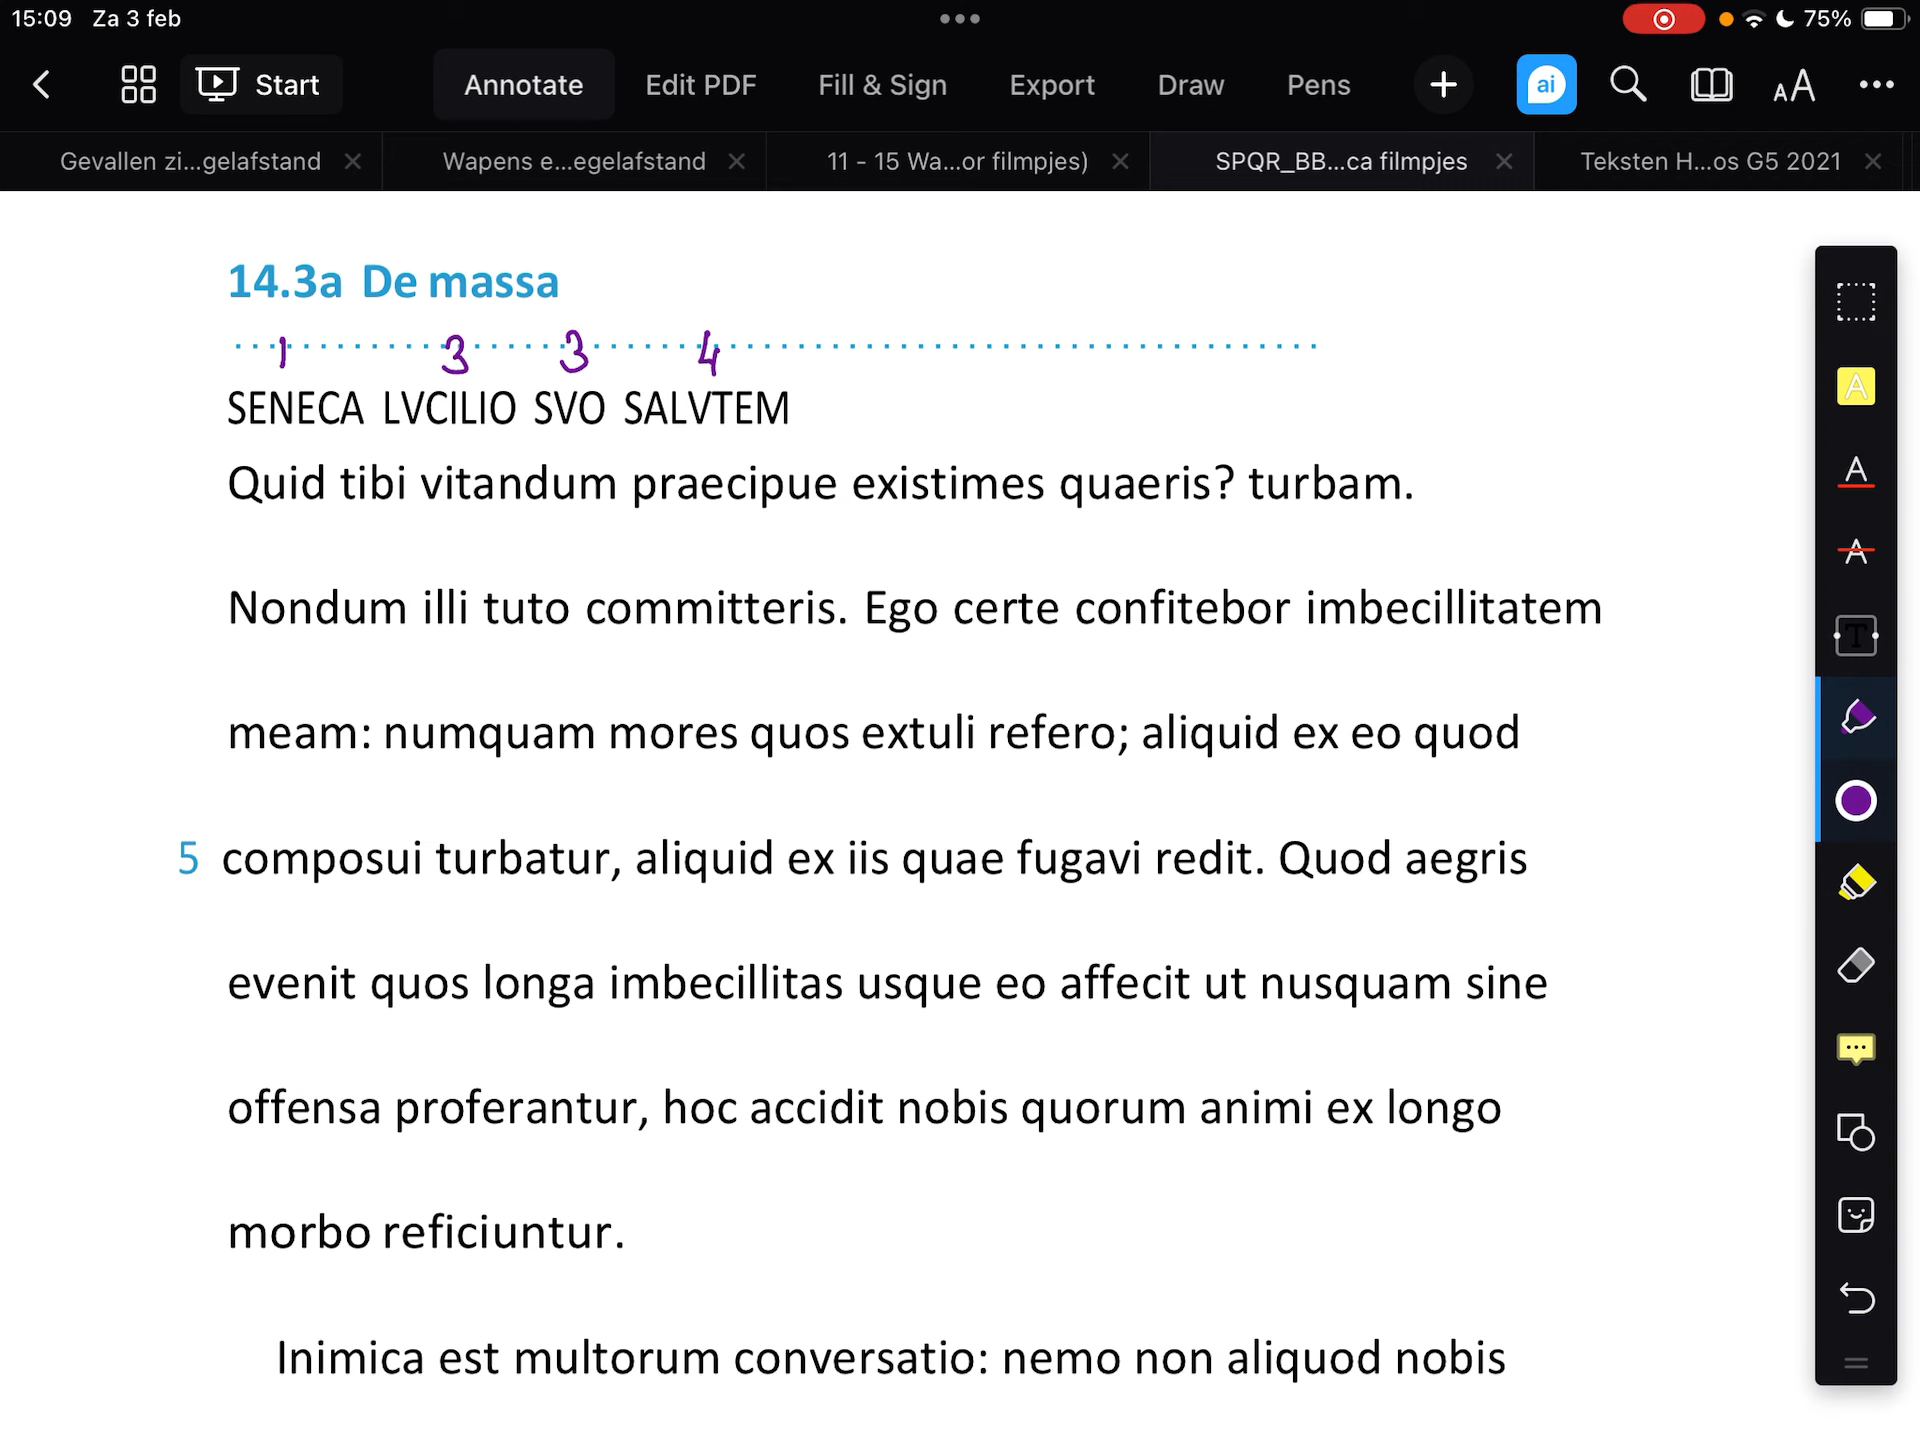 15:09 Za 3 feb 75%
Start Annotate Edit PDF Fill & Sign Export Draw Pens ai AA
Gevallen zi...gelafstand Wapens e...egelafstand 11 - 15 Wa...or filmpjes) SPQR_BB...ca filmpjes Teksten H...os G5 2021
14.3a De massa
1 3 3 4
SENECA LVCILIO SVO SALVTEM
Quid tibi vitandum praecipue existimes quaeris? turbam.
Nondum illi tuto committeris. Ego certe confitebor imbecillitatem
meam: numquam mores quos extuli refero; aliquid ex eo quod
5 composui turbatur, aliquid ex iis quae fugavi redit. Quod aegris
evenit quos longa imbecillitas usque eo affecit ut nusquam sine
offensa proferantur, hoc accidit nobis quorum animi ex longo
morbo reficiuntur.
Inimica est multorum conversatio: nemo non aliquod nobis